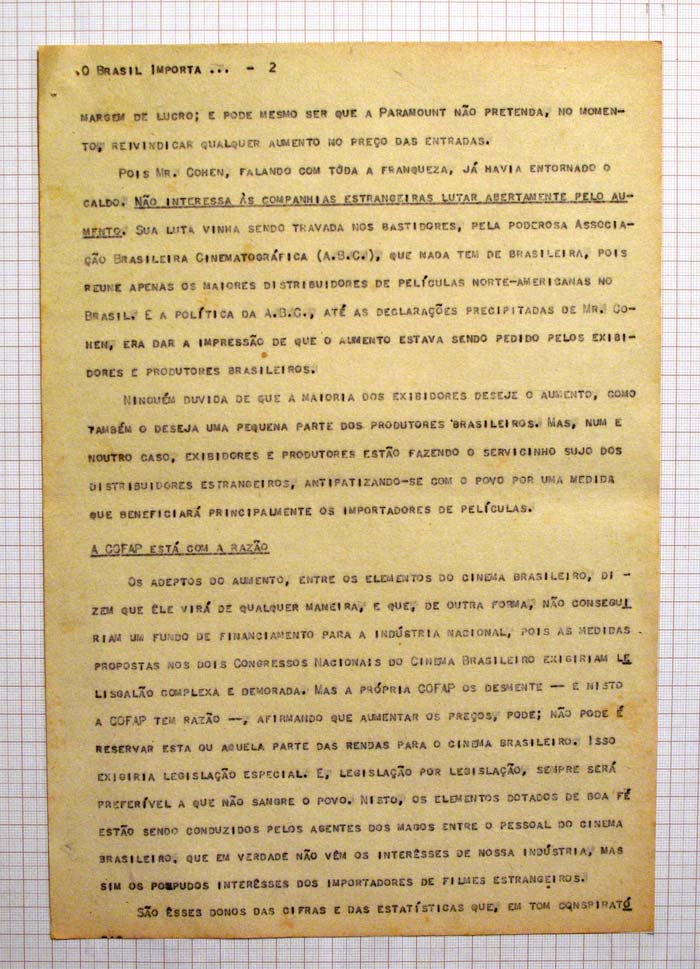 O BRASIL IMPORTA ... - 2
MARGEM DE LUCRO; E PODE MESMO SER QUE A PARAMOUNT NÃO PRETENDA, NO MOMEN-
TO, REIVINDICAR QUALQUER AUMENTO NO PREÇO DAS ENTRADAS.
POIS MR. COHEN, FALANDO COM TÔDA A FRANQUEZA, JÁ HAVIA ENTORNADO O
CALDO. NÃO INTERESSA ÀS COMPANHIAS ESTRANGEIRAS LUTAR ABERTAMENTE PELO AU-
MENTO. SUA LUTA VINHA SENDO TRAVADA NOS BASTIDORES, PELA PODEROSA ASSOCIA-
ÇÃO BRASILEIRA CINEMATOGRÁFICA (A.B.C.), QUE NADA TEM DE BRASILEIRA, POIS
REUNE APENAS OS MAIORES DISTRIBUIDORES DE PELÍCULAS NORTE-AMERICANAS NO
BRASIL. E A POLÍTICA DA A.B.C., ATÉ AS DECLARAÇÕES PRECIPITADAS DE MR. CO-
HEN, ERA DAR A IMPRESSÃO DE QUE O AUMENTO ESTAVA SENDO PEDIDO PELOS EXIBI-
DORES E PRODUTORES BRASILEIROS.
NINGUÉM DUVIDA DE QUE A MAIORIA DOS EXIBIDORES DESEJE O AUMENTO, COMO
TAMBÉM O DESEJA UMA PEQUENA PARTE DOS PRODUTORES BRASILEIROS. MAS, NUM E
NOUTRO CASO, EXIBIDORES E PRODUTORES ESTÃO FAZENDO O SERVICINHO SUJO DOS
DISTRIBUIDORES ESTRANGEIROS, ANTIPATIZANDO-SE COM O POVO POR UMA MEDIDA
QUE BENEFICIARÁ PRINCIPALMENTE OS IMPORTADORES DE PELÍCULAS.
A COFAP ESTÁ COM A RAZÃO
OS ADEPTOS DO AUMENTO, ENTRE OS ELEMENTOS DO CINEMA BRASILEIRO, DI -
ZEM QUE ÊLE VIRÁ DE QUALQUER MANEIRA, E QUE, DE OUTRA FORMA, NÃO CONSEGUI
RIAM UM FUNDO DE FINANCIAMENTO PARA A INDÚSTRIA NACIONAL, POIS AS MEDIDAS
PROPOSTAS NOS DOIS CONGRESSOS NACIONAIS DO CINEMA BRASILEIRO EXIGIRIAM LE
LISGALÃO COMPLEXA E DEMORADA. MAS A PRÓPRIA COFAP OS DESMENTE -- E NISTO
A COFAP TEM RAZÃO --, AFIRMANDO QUE AUMENTAR OS PREÇOS, PODE; NÃO PODE É
RESERVAR ESTA OU AQUELA PARTE DAS RENDAS PARA O CINEMA BRASILEIRO. ISSO
EXIGIRIA LEGISLAÇÃO ESPECIAL. E, LEGISLAÇÃO POR LEGISLAÇÃO, SEMPRE SERÁ
PREFERÍVEL A QUE NÃO SANGRE O POVO. NISTO, OS ELEMENTOS DOTADOS DE BOA FÉ
ESTÃO SENDO CONDUZIDOS PELOS AGENTES DOS MAGOS ENTRE O PESSOAL DO CINEMA
BRASILEIRO, QUE EM VERDADE NÃO VÊM OS INTERÊSSES DE NOSSA INDÚSTRIA, MAS
SIM OS POMPUDOS INTERÊSSES DOS IMPORTADORES DE FILMES ESTRANGEIROS.
SÃO ÊSSES DONOS DAS CIFRAS E DAS ESTATÍSTICAS QUE, EM TOM CONSPIRATÓ